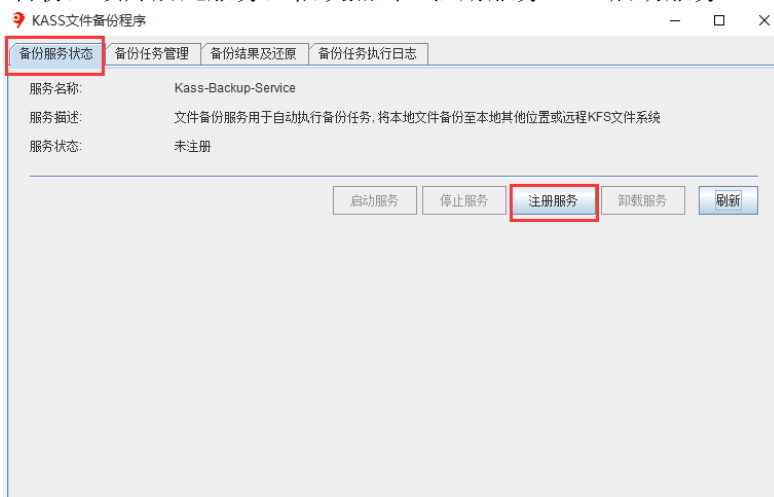 KASS文件备份程序
备份服务状态 备份任务管理 备份结果及还原 备份任务执行日志
服务名称: Kass-Backup-Service
服务描述: 文件备份服务用于自动执行备份任务,将本地文件备份至本地其他位置或远程KFS文件系统
服务状态: 未注册
启动服务 停止服务 注册服务 卸载服务 刷新